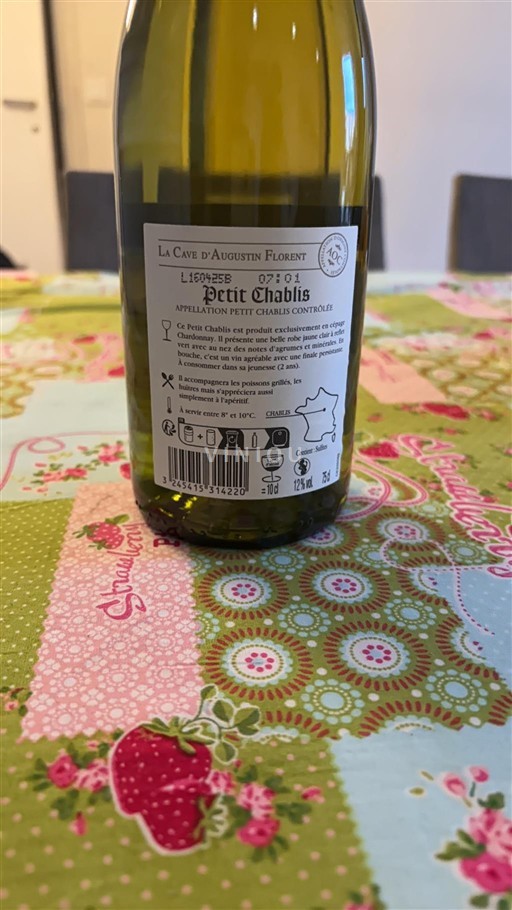 LA CAVE D'AUGUSTIN FLORENT
AOC
L160425B 07:01
Petit Chablis
APPELLATION PETIT CHABLIS CONTRÔLÉE
Ce Petit Chablis est produit exclusivement en cépage
Chardonnay. Il présente une belle robe jaune clair à reflet
vert avec au nez des notes d'agrumes et minérales. En
bouche, c'est un vin agréable avec une finale persistante.
À consommer dans sa jeunesse (2 ans).
Il accompagnera les poissons grillés, les
huîtres mais s'appréciera aussi
simplement à l'apéritif.
À servir entre 8° et 10°C.
CHABLIS
Contient : Sulfites
VINTOU
3 245415 314220
= 10 cl
12% vol.
75 cl
Strawberry